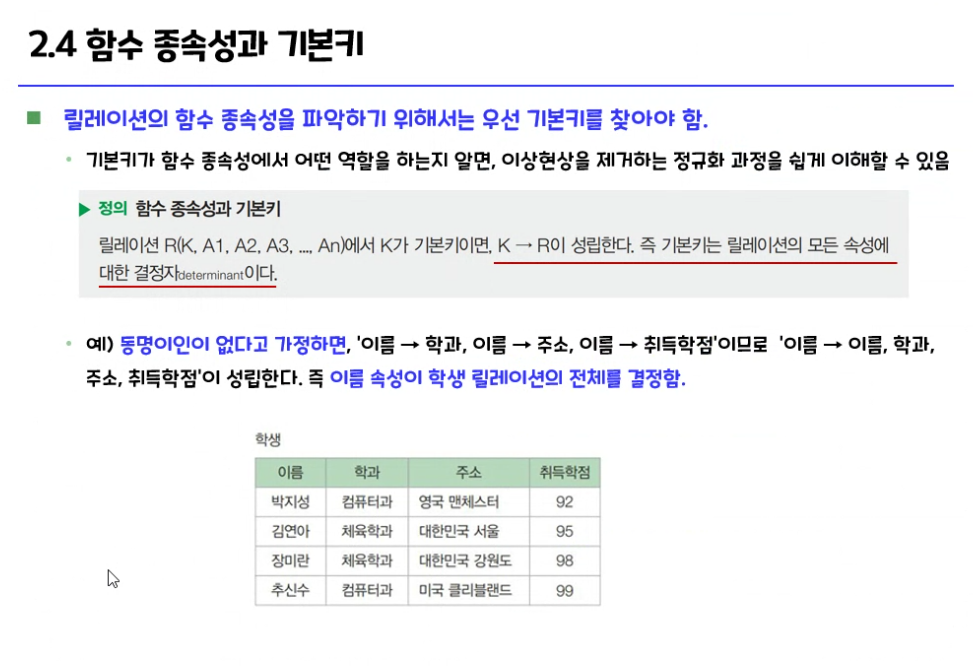 2.4 함수 종속성과 기본키
릴레이션의 함수 종속성을 파악하기 위해서는 우선 기본키를 찾아야 함.
기본키가 함수 종속성에서 어떤 역할을 하는지 알면, 이상현상을 제거하는 정규화 과정을 쉽게 이해할 수 있음
정의 함수 종속성과 기본키
릴레이션 R(K, A1, A2, A3, ..., An)에서 K가 기본키이면, K → R이 성립한다. 즉 기본키는 릴레이션의 모든 속성에
대한 결정자determinant이다.
예) 동명이인이 없다고 가정하면, '이름 → 학과, 이름 → 주소, 이름 → 취득학점'이므로 '이름 → 이름, 학과,
주소, 취득학점'이 성립한다. 즉 이름 속성이 학생 릴레이션의 전체를 결정함.
학생
이름 학과 주소 취득학점
박지성 컴퓨터과 영국 맨체스터 92
김연아 체육학과 대한민국 서울 95
장미란 체육학과 대한민국 강원도 98
추신수 컴퓨터과 미국 클리블랜드 99